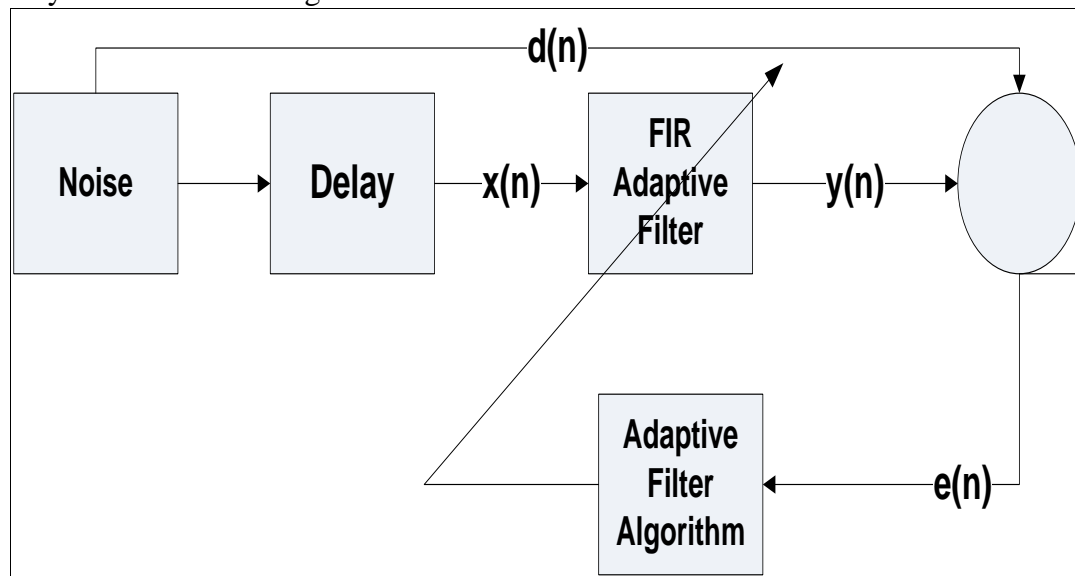 d(n)
Noise
Delay
x(n)
FIR
Adaptive
Filter
y(n)
Adaptive
Filter
Algorithm
e(n)